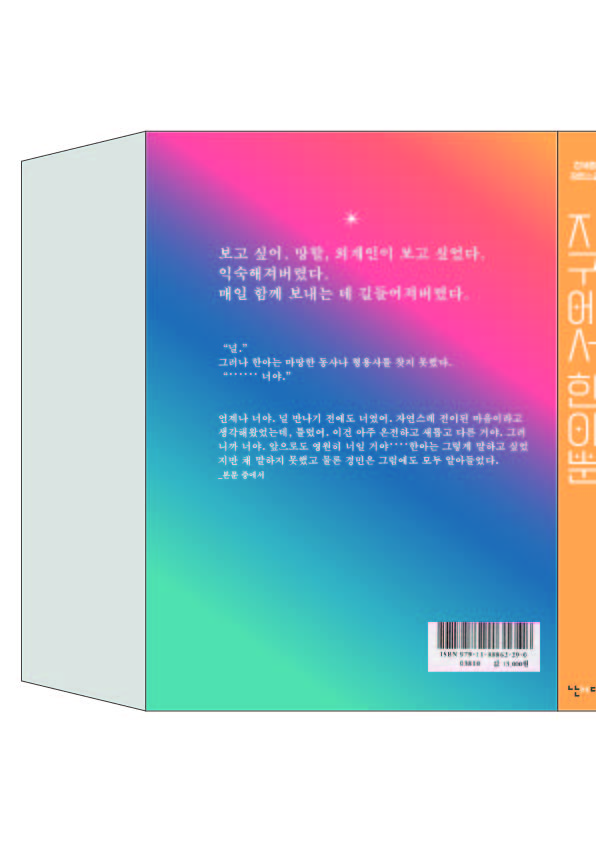 보고 싶어. 망할, 외계인이 보고 싶었다.
익숙해져버렸다.
매일 함께 보내는 데 길들어져버렸다.
“널.”
그러나 한아는 마땅한 동사나 형용사를 찾지 못했다.
“…… 너야.”
언제나 너야. 널 만나기 전에도 너였어. 자연스레 전이된 마음이라고
생각해왔었는데, 틀렸어. 이건 아주 온전하고 새롭고 다른 거야. 그러
니까 너야. 앞으로도 영원히 너일 거야…… 한아는 그렇게 말하고 싶었
지만 채 말하지 못했고 물론 경민은 그럼에도 모두 알아들었다.
_본문 중에서
ISBN 979-11-88862-29-0
03810 값 13,000원
지구에서 한아뿐